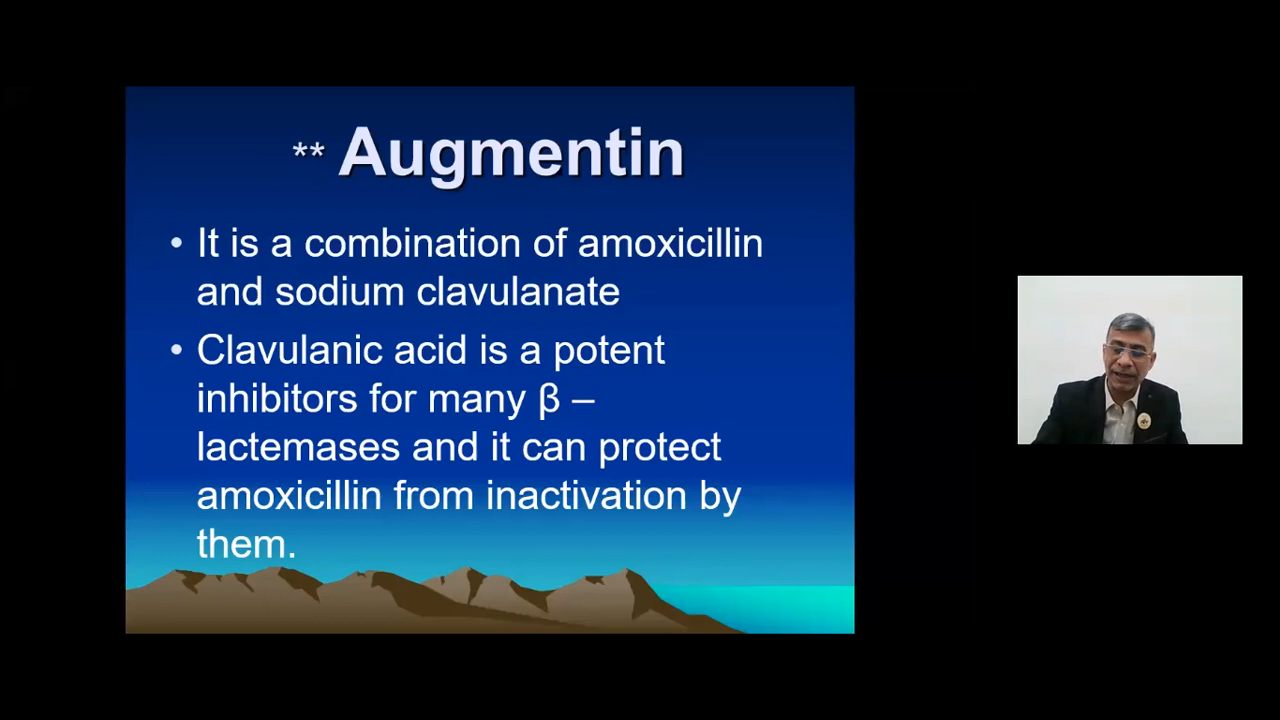 ** Augmentin
• It is a combination of amoxicillin
and sodium clavulanate
• Clavulanic acid is a potent
inhibitors for many β –
lactemases and it can protect
amoxicillin from inactivation by
them.